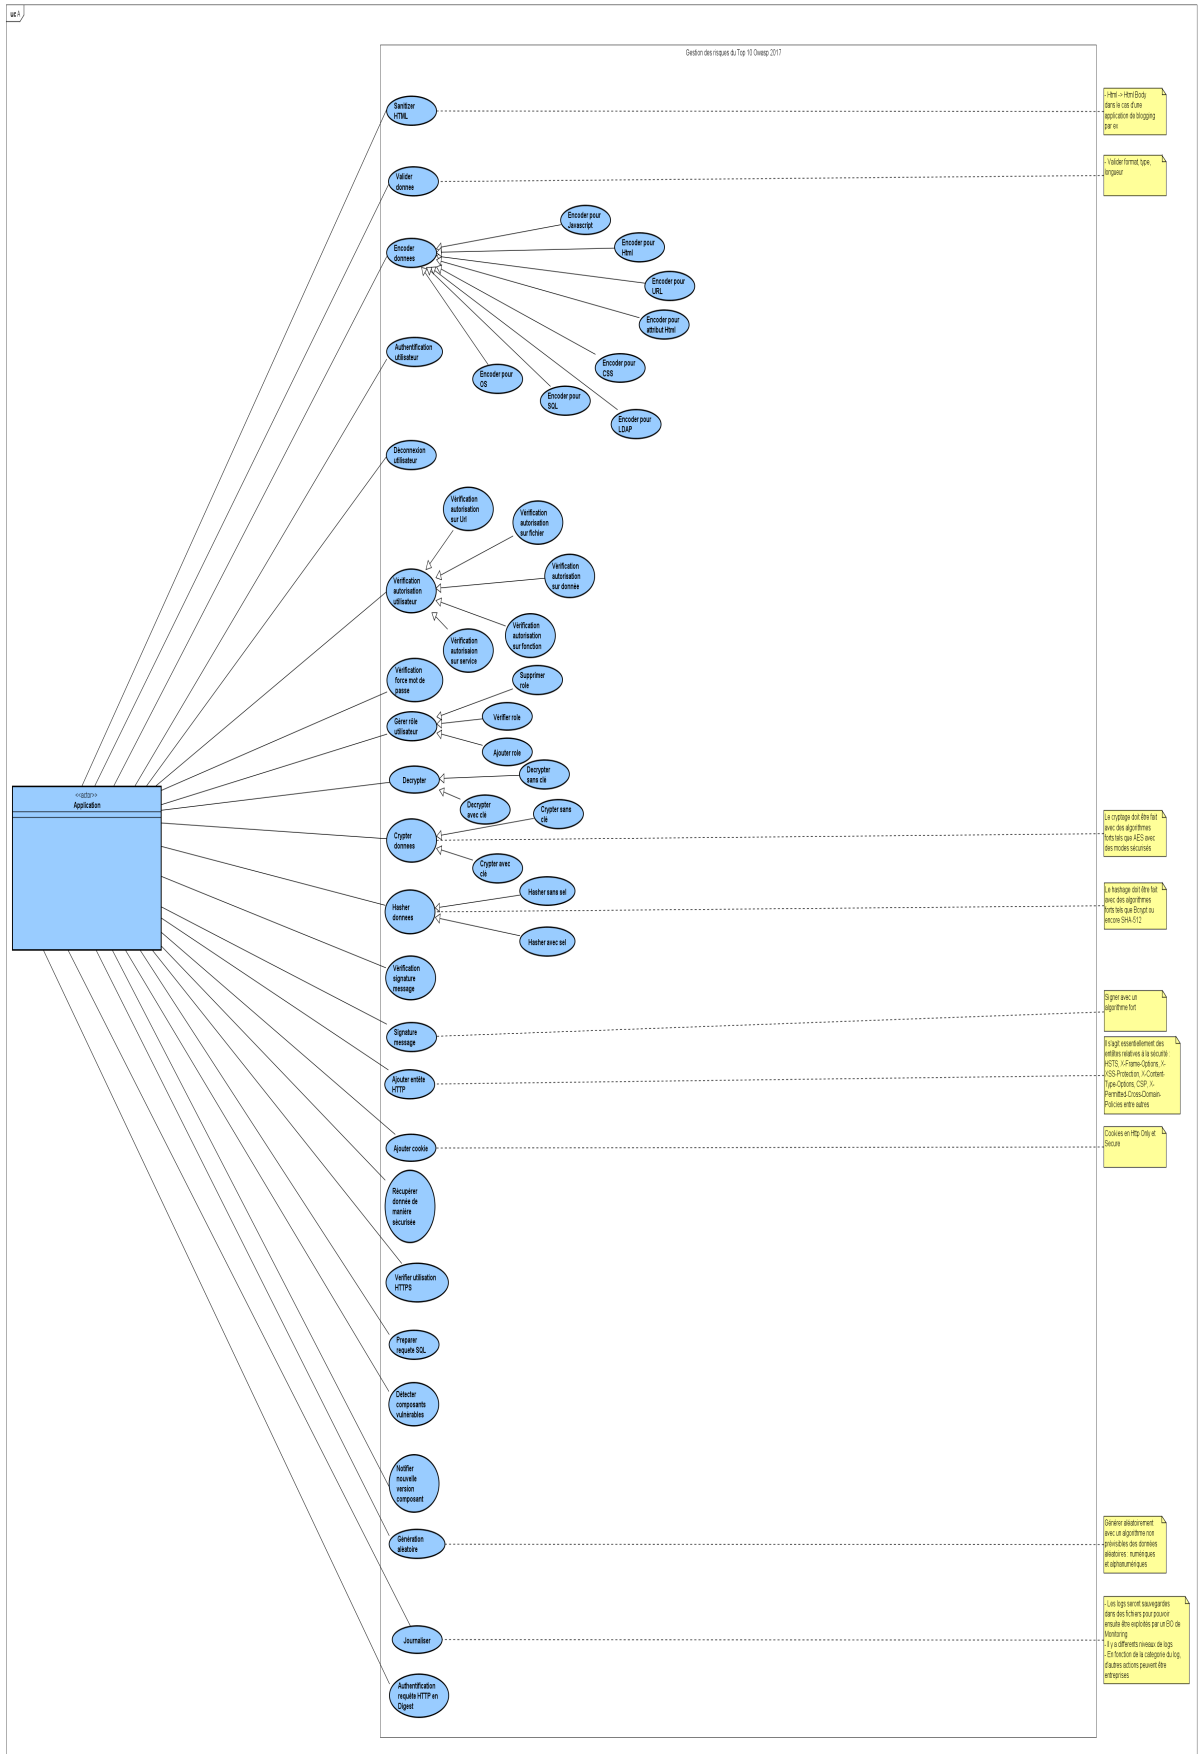 uc A
Gestion des risques du Top 10 Owasp 2017
Sanitizer
HTML
- Html -> Html Body
dans le cas d'une
application de blogging
par ex
Valider
donnee
- Valider format, type,
longueur
Encoder
donnees
Encoder pour
Javascript
Encoder pour
Html
Encoder pour
URL
Encoder pour
attribut Html
Encoder pour
CSS
Encoder pour
OS
Encoder pour
SQL
Encoder pour
LDAP
Authentification
utilisateur
Déconnexion
utilisateur
Vérification
autorisation
sur Url
Vérification
autorisation
sur fichier
Vérification
autorisation
sur donnée
Vérification
autorisation
utilisateur
Vérification
autorisation
sur fonction
Vérification
autorisaion
sur service
Vérification
force mot de
passe
Supprimer
role
Gérer rôle
utilisateur
Vérifier role
Ajouter role
Decrypter
Decrypter
sans clé
Decrypter
avec clé
<<actor>>
Application
Crypter
donnees
Crypter sans
clé
Crypter avec
clé
Le cryptage doit être fait
avec des algorithmes
forts tels que AES avec
des modes sécurisés
Hasher
donnees
Hasher sans sel
Hasher avec sel
Le hashage doit être fait
avec des algorithmes
forts tels que Bcrypt ou
encore SHA-512
Vérification
signature
message
Signature
message
Signer avec un
algorithme fort
Ajouter entête
HTTP
Il s'agit essentiellement des
entêtes relatives à la sécurité :
HSTS, X-Frame-Options, X-
XSS-Protection, X-Content-
Type-Options, CSP, X-
Permitted-Cross-Domain-
Policies entre autres
Ajouter cookie
Cookies en Http Only et
Secure
Récupérer
donnée de
manière
sécurisée
Verifier utilisation
HTTPS
Preparer
requete SQL
Détecter
composants
vulnérables
Notifier
nouvelle
version
composant
Génération
aléatoire
Générer aléatoirement
avec un algorithme non
prévisibles des données
aléatoires : numériques
et alphanumériques
Journaliser
- Les logs seront sauvegardés
dans des fichiers pour pouvoir
ensuite être exploités par un BO de
Monitoring
- Il y a differents niveaux de logs
- En fonction de la categorie du log,
d'autres actions peuvent être
entreprises
Authentification
requête HTTP en
Digest